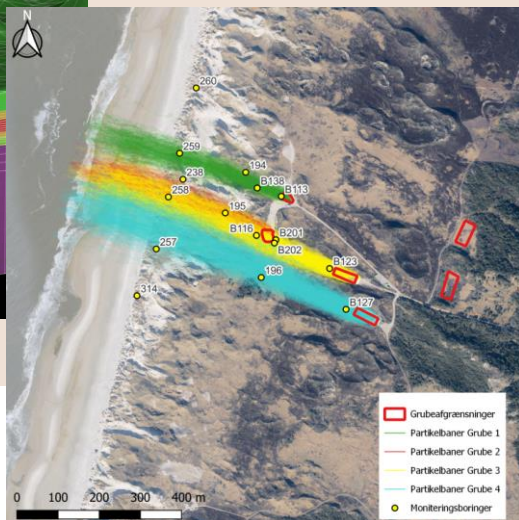 N
260
259
194
238
B138
B113
258
195
B116
B201
B202
257
B123
196
314
B127
Grubeafgrænsninger
Partikelbaner Grube 1
Partikelbaner Grube 2
Partikelbaner Grube 3
Partikelbaner Grube 4
Moniteringsboringer
0 100 200 300 400 m